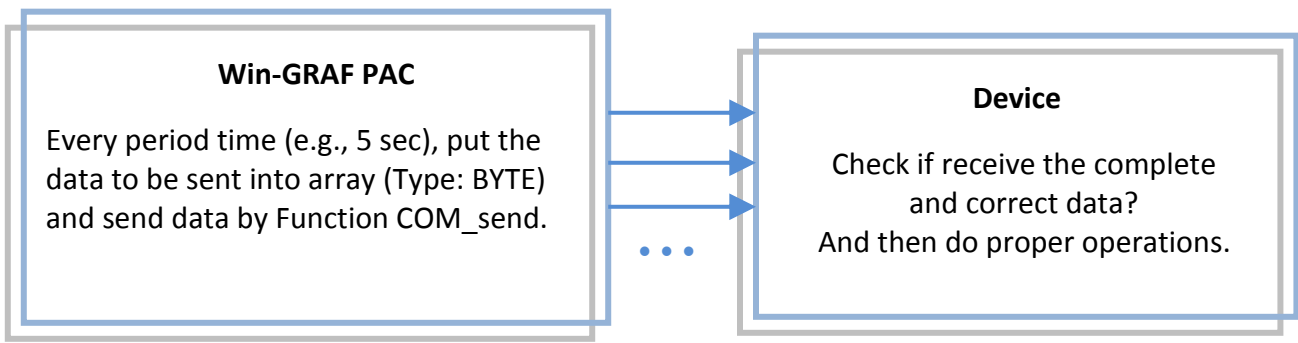 Win-GRAF PAC
Every period time (e.g., 5 sec), put the
data to be sent into array (Type: BYTE)
and send data by Function COM_send.
Device
Check if receive the complete
and correct data?
And then do proper operations.